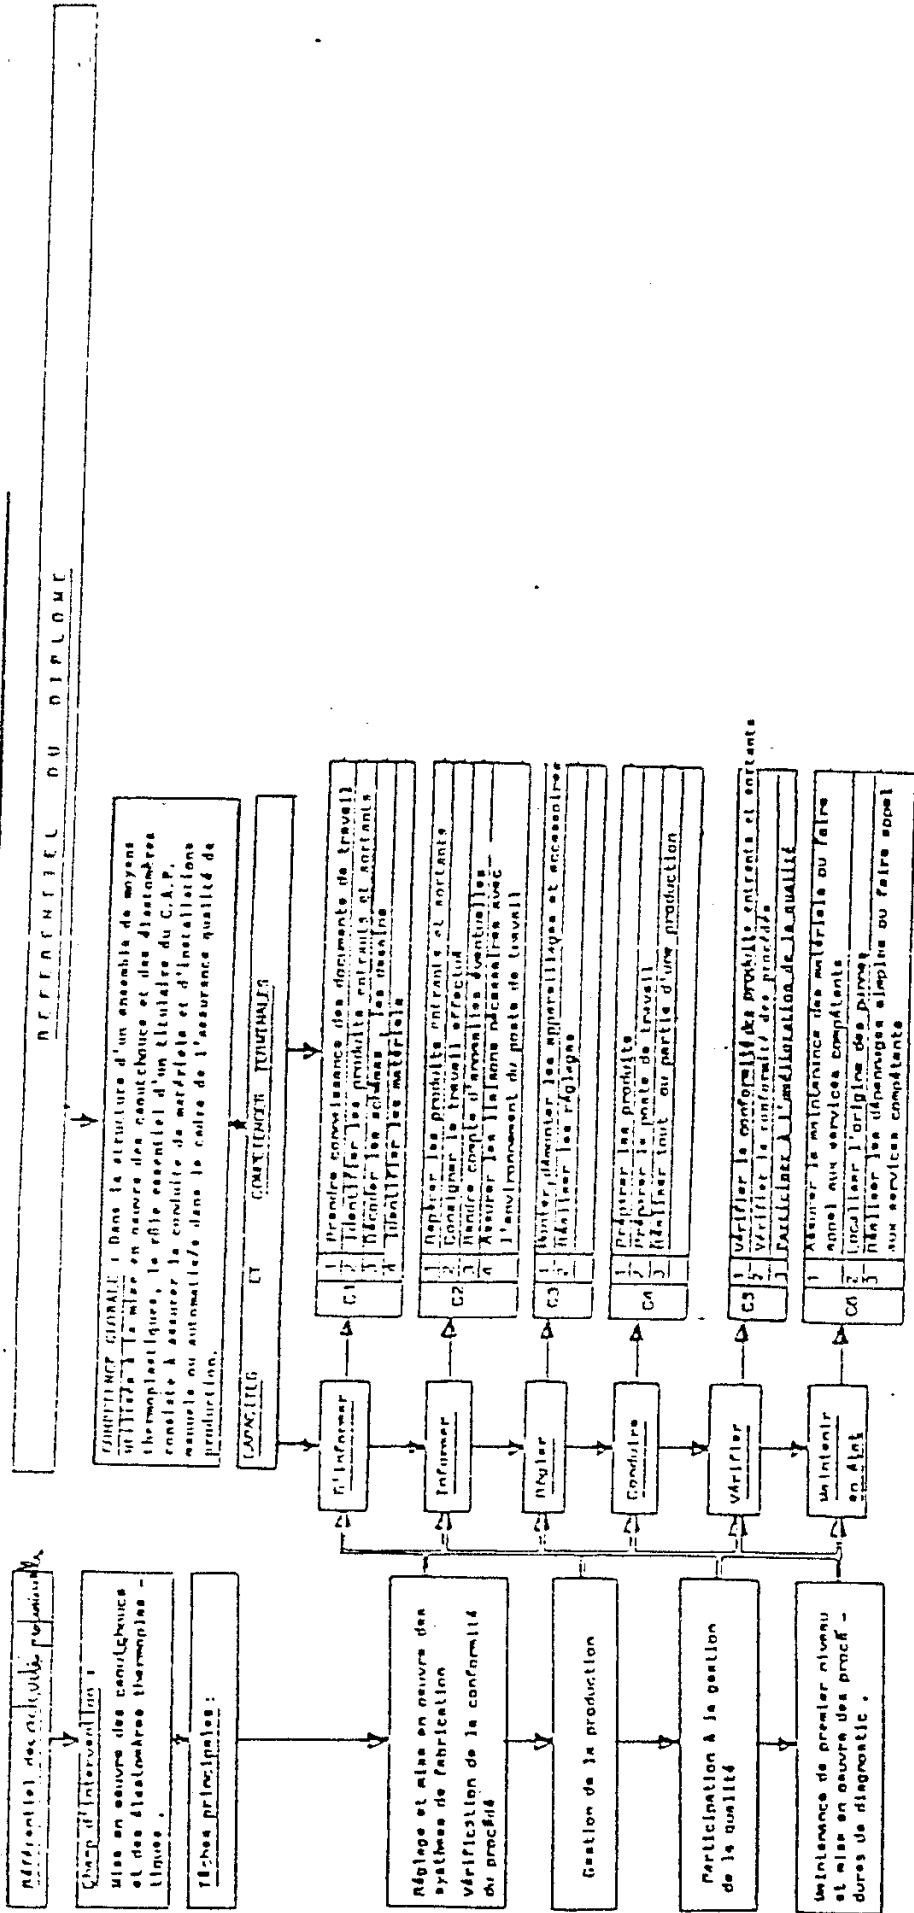 REFERENTIEL DU DIPLOME
Référentiel des activités
Champ d'intervention :
Mise en oeuvre des caoutchoucs
et des élastomères thermoplas-
tiques.
Tâches principales :
Réglage et mise en oeuvre des
systèmes de fabrication
Vérification de la conformité
du procédé
Gestion de la production
Participation à la gestion
de la qualité
Maintenance de premier niveau
et mise en oeuvre des procé-
dures de diagnostic.
COMPETENCE GLOBALE : Dans la structure d'un ensemble de moyens
utilisés à la mise en oeuvre des caoutchoucs et des élastomères
thermoplastiques, le rôle essentiel d'un titulaire du C.A.P.
consiste à assurer la conduite de matériels et d'installations
manuels ou automatisés dans le cadre de l'assurance qualité de
production.
CAPACITES ET COMPETENCES TERMINALES
S'informer
C1
1 Prendre connaissance des documents de travail
2 Identifier les produits entrants et sortants
3 Décoder les schémas, les dessins
4 Identifier les matériels
Informer
C2
1 Repérer les produits entrants et sortants
2 Consigner le travail effectué
3 Rendre compte d'anomalies éventuelles
4 Assurer les liaisons nécessaires avec
l'environnement du poste de travail
Régler
C3
1 Monter, démonter les appareillages et accessoires
2 Réaliser les réglages
Conduire
C4
1 Préparer les produits
2 Préparer le poste de travail
3 Réaliser tout ou partie d'une production
Vérifier
C5
1 Vérifier la conformité des produits entrants et sortants
2 Vérifier la conformité des procédés
3 Participer à l'amélioration de la qualité
Maintenir
en état
C6
1 Assurer la maintenance des matériels ou faire
appel aux services compétents
2 Localiser l'origine des pannes
3 Réaliser les dépannages simples ou faire appel
aux services compétents